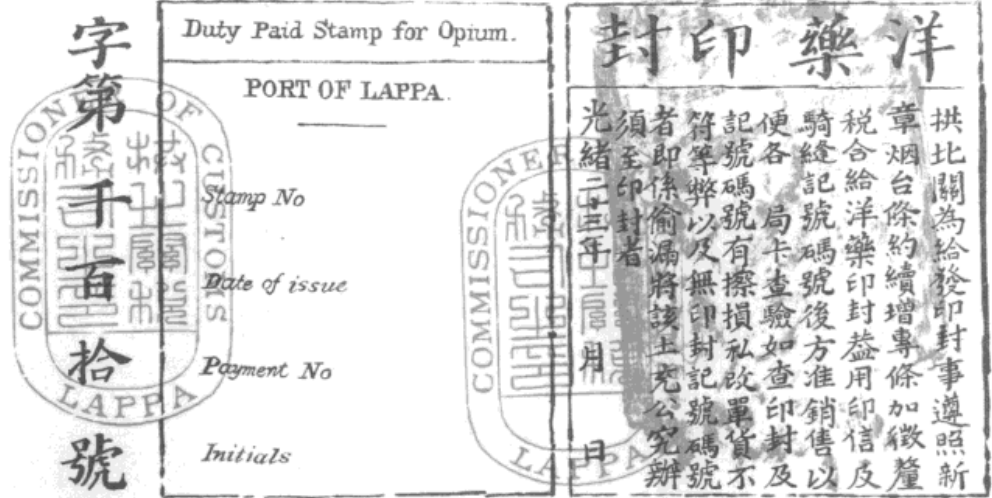 字第千百拾號
Duty Paid Stamp for Opium.
PORT OF LAPPA.
Stamp No
Date of issue
Payment No
Initials
洋藥印封
拱北關為給發印封事遵照新
章烟台條約續增專條加徵釐
税合給洋藥印封葢用印信及
騎縫記號碼號後方准銷售以
便各 局卡查驗如查印封及
記號碼號有擦損私改單貨不
符等弊以及無印封記號碼號
者即係偷漏將該土充公究辦
須至印封者
光緒二十三年 月 日
COMMISSIONER OF CUSTOMS
LAPPA
COMMISSIONER
LAPPA